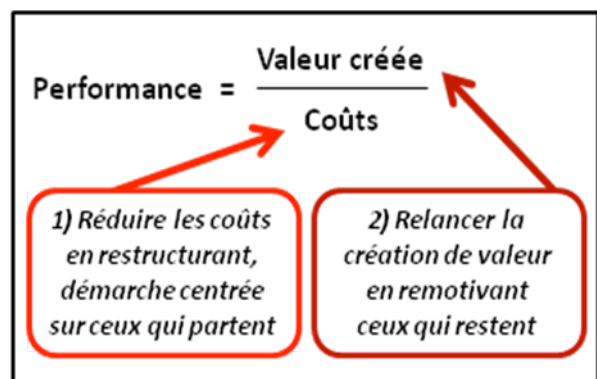 Valeur créée
Performance =
Coûts
1) Réduire les coûts
en restructurant,
démarche centrée
sur ceux qui partent
2) Relancer la
création de valeur
en remotivant
ceux qui restent